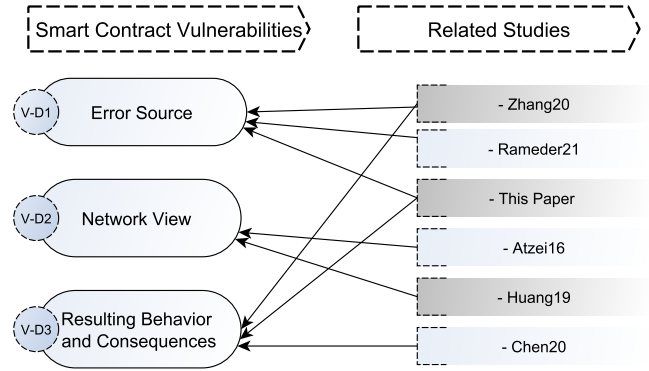 Smart Contract Vulnerabilities
Related Studies
V-D1
Error Source
- Zhang20
- Rameder21
- This Paper
V-D2
Network View
- Atzei16
- Huang19
V-D3
Resulting Behavior
and Consequences
- Chen20